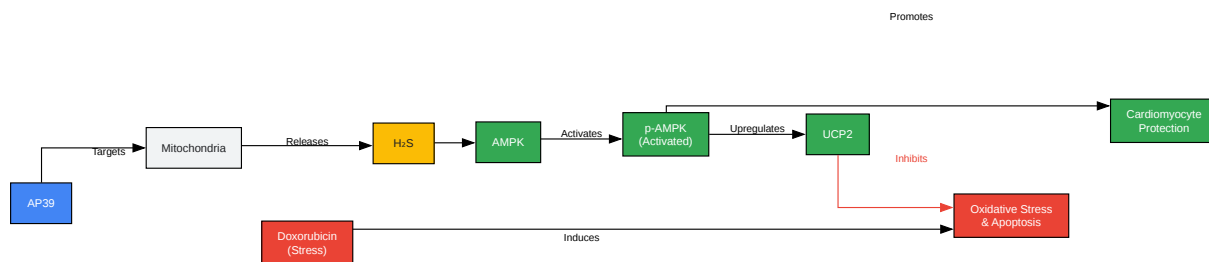 Promotes
Cardiomyocyte
Protection
p-AMPK
(Activated)
UCP2
Upregulates
AMPK
Activates
H₂S
Releases
Mitochondria
Targets
Inhibits
AP39
Oxidative Stress
& Apoptosis
Doxorubicin
(Stress)
Induces